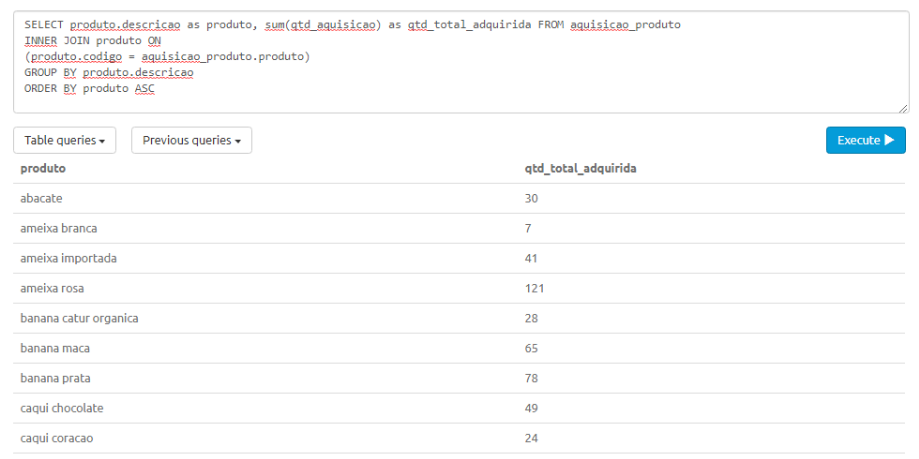 SELECT produto.descricao as produto, sum(qtd_aquisicao) as qtd_total_adquirida FROM aquisicao_produto
INNER JOIN produto ON
(produto.codigo = aquisicao_produto.produto)
GROUP BY produto.descricao
ORDER BY produto ASC
Table queries Previous queries Execute
produto qtd_total_adquirida
abacate 30
ameixa branca 7
ameixa importada 41
ameixa rosa 121
banana catur organica 28
banana maca 65
banana prata 78
caqui chocolate 49
caqui coracao 24